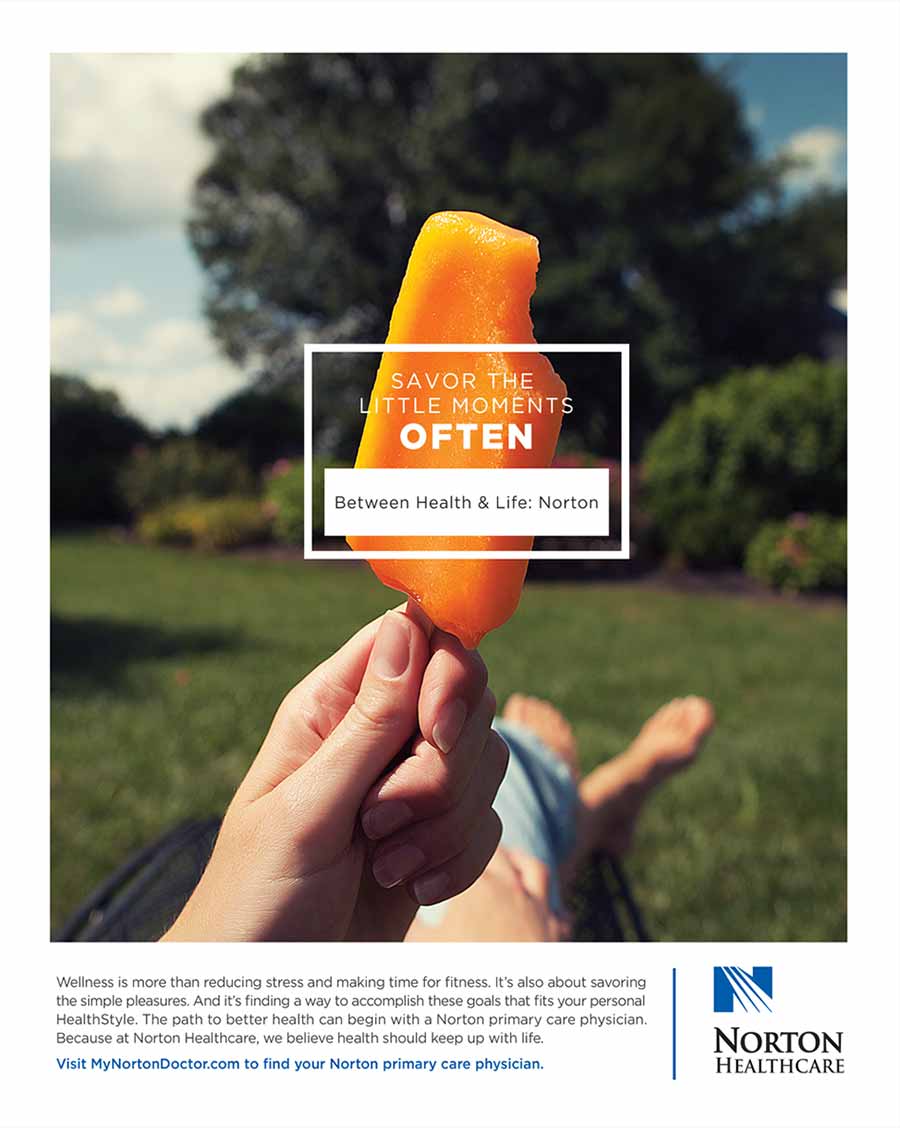 SAVOR THE
LITTLE MOMENTS
OFTEN
Between Health & Life: Norton
Wellness is more than reducing stress and making time for fitness. It's also about savoring
the simple pleasures. And it's finding a way to accomplish these goals that fits your personal
HealthStyle. The path to better health can begin with a Norton primary care physician.
Because at Norton Healthcare, we believe health should keep up with life.
Visit MyNortonDoctor.com to find your Norton primary care physician.
NORTON
HEALTHCARE